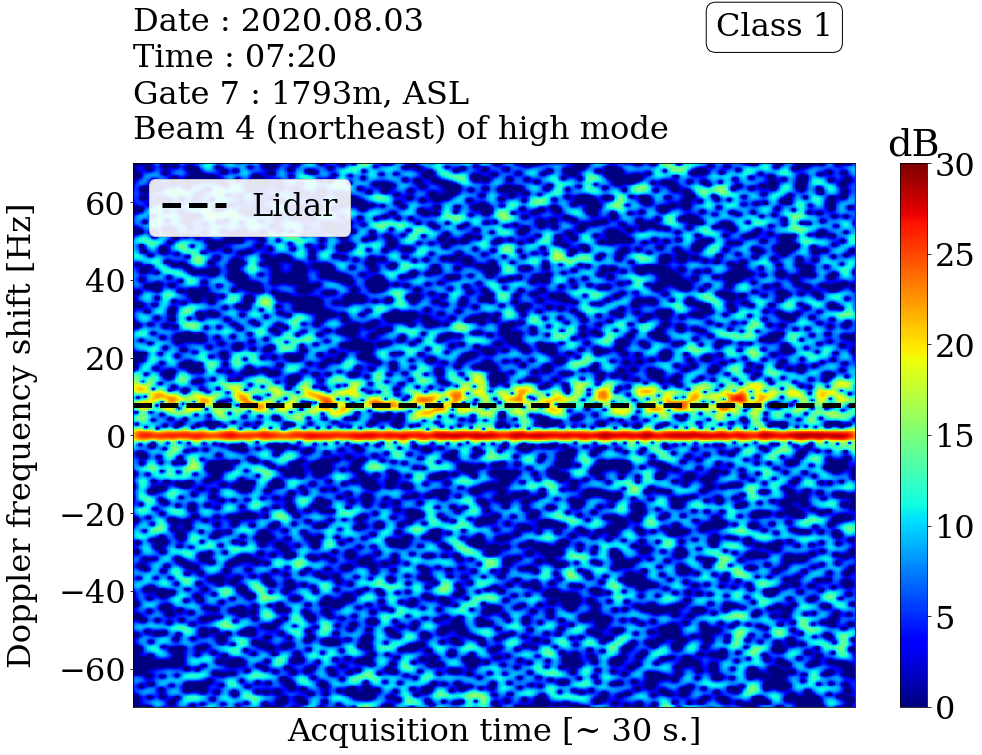 Date : 2020.08.03
Time : 07:20
Gate 7 : 1793m, ASL
Beam 4 (northeast) of high mode
Class 1
dB
30
25
20
15
10
5
0
Lidar
Doppler frequency shift [Hz]
60
40
20
0
−20
−40
−60
Acquisition time [~ 30 s.]